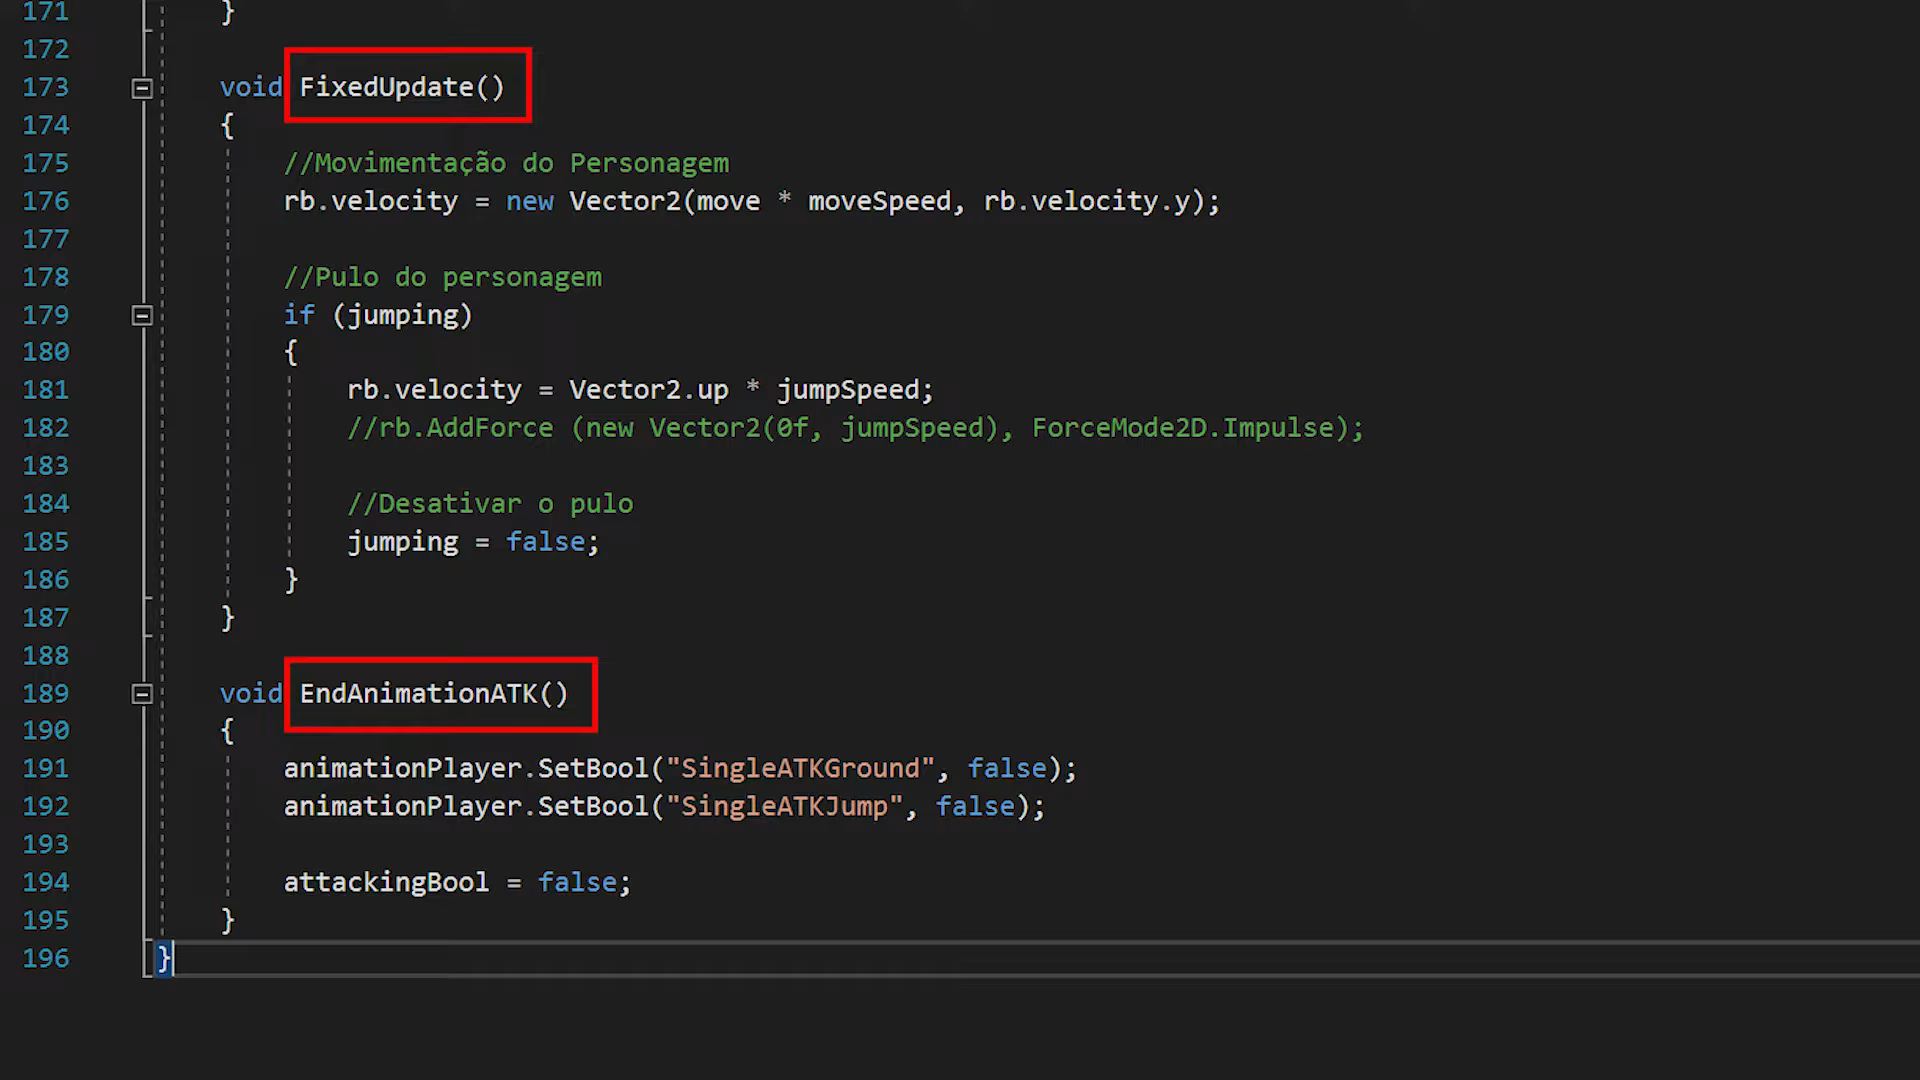 171 }
172
173 void FixedUpdate()
174 {
175 //Movimentação do Personagem
176 rb.velocity = new Vector2(move * moveSpeed, rb.velocity.y);
177
178 //Pulo do personagem
179 if (jumping)
180 {
181 rb.velocity = Vector2.up * jumpSpeed;
182 //rb.AddForce (new Vector2(0f, jumpSpeed), ForceMode2D.Impulse);
183
184 //Desativar o pulo
185 jumping = false;
186 }
187 }
188
189 void EndAnimationATK()
190 {
191 animationPlayer.SetBool("SingleATKGround", false);
192 animationPlayer.SetBool("SingleATKJump", false);
193
194 attackingBool = false;
195 }
196 }